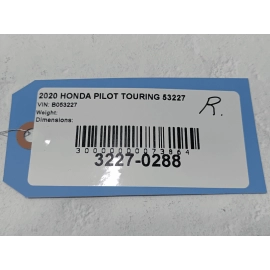 2020 HONDA PILOT TOURING 53227
VIN: B053227
Weight:
Dimensions:
R.
3000000073864
3227-0288